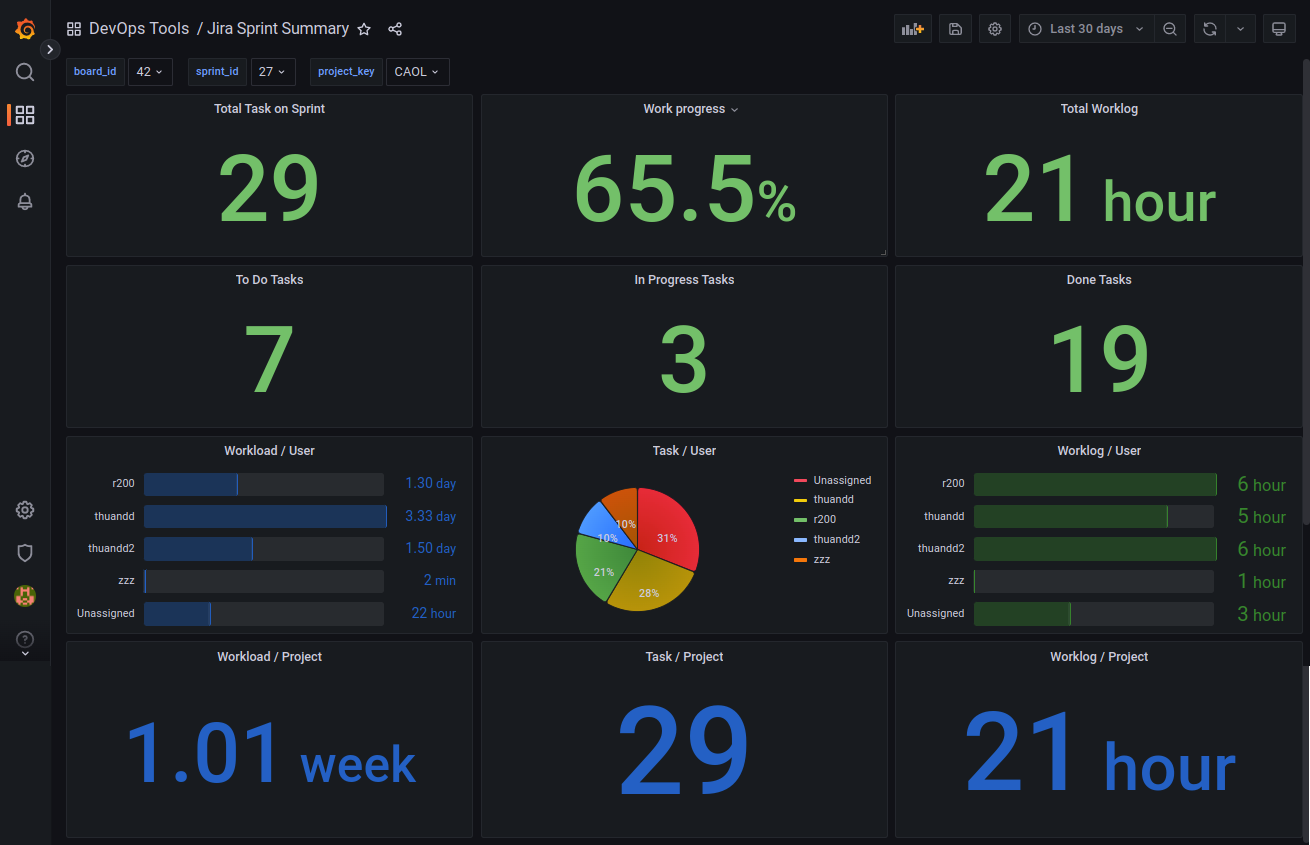 DevOps Tools / Jira Sprint Summary
Last 30 days
board_id 42 sprint_id 27 project_key CAOL
Total Task on Sprint
29
Work progress
65.5%
Total Worklog
21 hour
To Do Tasks
7
In Progress Tasks
3
Done Tasks
19
Workload / User
r200 1.30 day
thuandd 3.33 day
thuandd2 1.50 day
zzz 2 min
Unassigned 22 hour
Task / User
10%
10%
31%
21%
28%
Unassigned
thuandd
r200
thuandd2
zzz
Worklog / User
r200 6 hour
thuandd 5 hour
thuandd2 6 hour
zzz 1 hour
Unassigned 3 hour
Workload / Project
1.01 week
Task / Project
29
Worklog / Project
21 hour